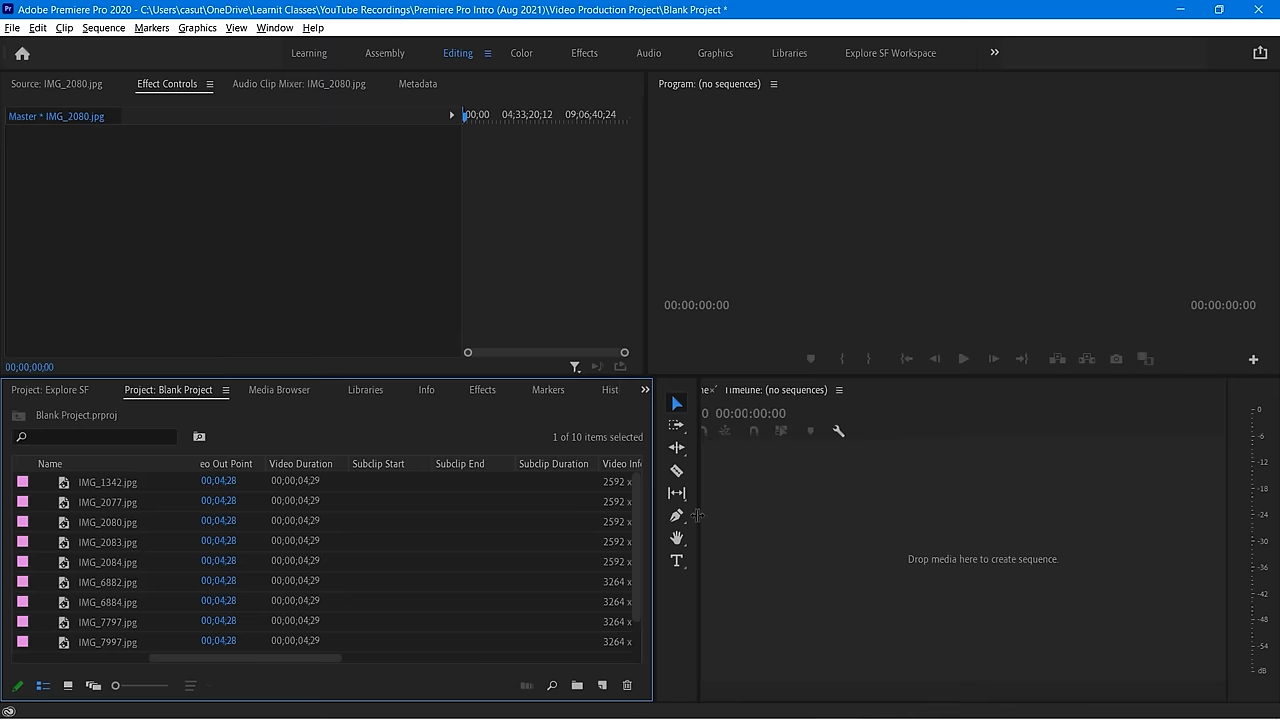 Adobe Premiere Pro 2020 - C:\Users\casut\OneDrive\Learnit Classes\YouTube Recordings\Premiere Pro Intro (Aug 2021)\Video Production Project\Blank Project *
File Edit Clip Sequence Markers Graphics View Window Help
Learning Assembly Editing Color Effects Audio Graphics Libraries Explore SF Workspace
Source: IMG_2080.jpg Effect Controls Audio Clip Mixer: IMG_2080.jpg Metadata
Program: (no sequences)
Master * IMG_2080.jpg
00;00 04;33;20;12 09;06;40;24
00:00:00:00 00:00:00:00
00;00;00;00
Project: Explore SF Project: Blank Project Media Browser Libraries Info Effects Markers Hist
Timeline: (no sequences)
Blank Project.prproj
0 00:00:00:00
1 of 10 items selected
Name eo Out Point Video Duration Subclip Start Subclip End Subclip Duration Video Inf
IMG_1342.jpg 00;04;28 00;00;04;29 2592 x
IMG_2077.jpg 00;04;28 00;00;04;29 2592 x
IMG_2080.jpg 00;04;28 00;00;04;29 2592 x
IMG_2083.jpg 00;04;28 00;00;04;29 2592 x
IMG_2084.jpg 00;04;28 00;00;04;29 2592 x
IMG_6882.jpg 00;04;28 00;00;04;29 3264 x
IMG_6884.jpg 00;04;28 00;00;04;29 3264 x
IMG_7797.jpg 00;04;28 00;00;04;29 3264 x
IMG_7997.jpg 00;04;28 00;00;04;29 3264 x
Drop media here to create sequence.
0
-6
-12
-18
-24
-30
-36
-42
-48
-54
dB